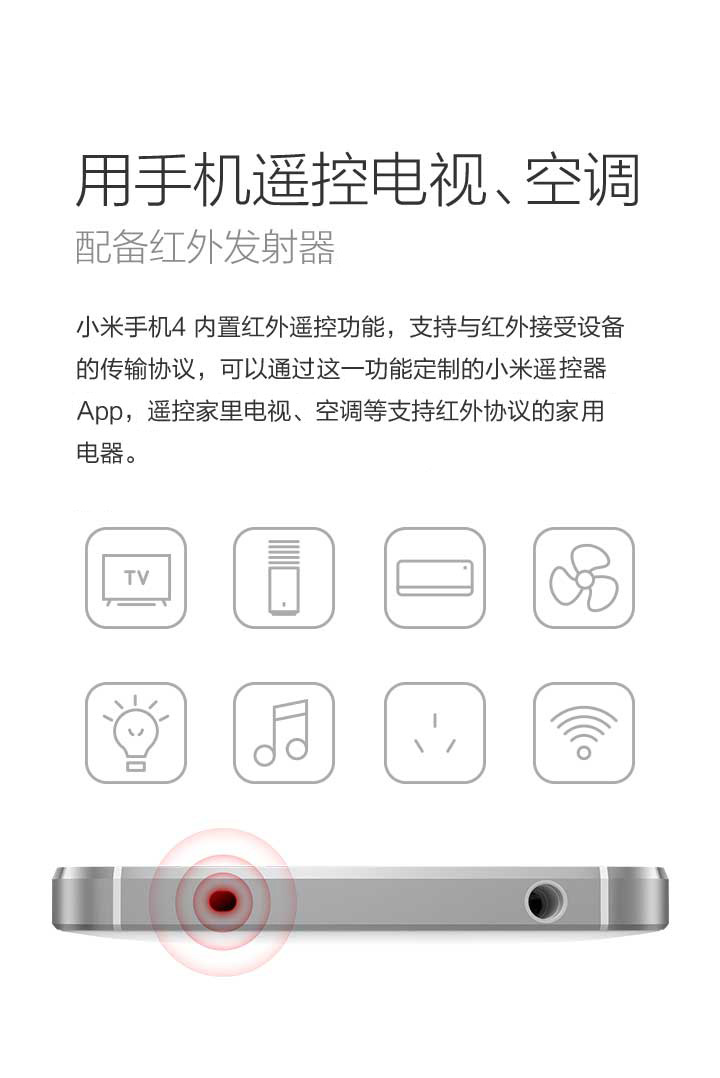 用手机遥控电视、空调
配备红外发射器
小米手机4 内置红外遥控功能，支持与红外接受设备
的传输协议，可以通过这一功能定制的小米遥控器
App，遥控家里电视、空调等支持红外协议的家用
电器。
TV